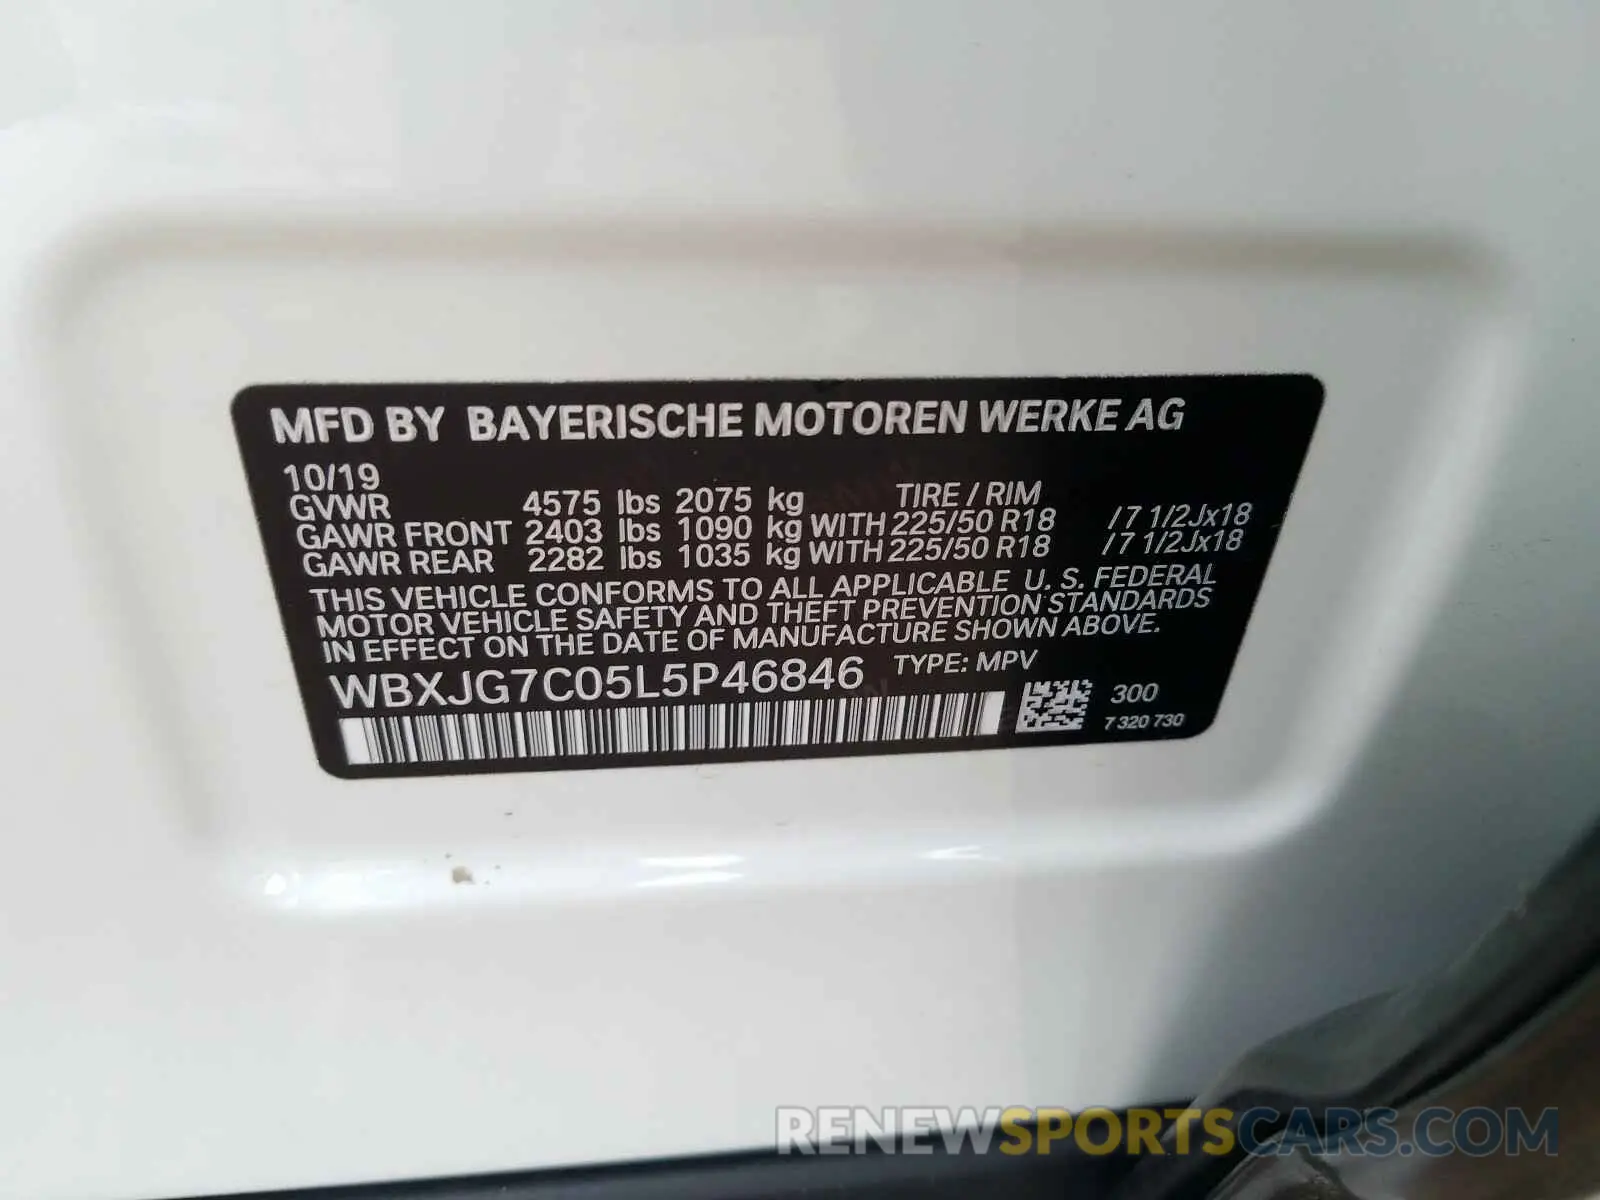 MFD BY BAYERISCHE MOTOREN WERKE AG
10/19
GVWR 4575 lbs 2075 kg TIRE / RIM
GAWR FRONT 2403 lbs 1090 kg WITH 225/50 R18 / 7 1/2Jx18
GAWR REAR 2282 lbs 1035 kg WITH 225/50 R18 / 7 1/2Jx18
THIS VEHICLE CONFORMS TO ALL APPLICABLE U. S. FEDERAL
MOTOR VEHICLE SAFETY AND THEFT PREVENTION STANDARDS
IN EFFECT ON THE DATE OF MANUFACTURE SHOWN ABOVE.
WBXJG7C05L5P46846 TYPE: MPV
300
7 320 730
RENEWSPORTSCARS.COM